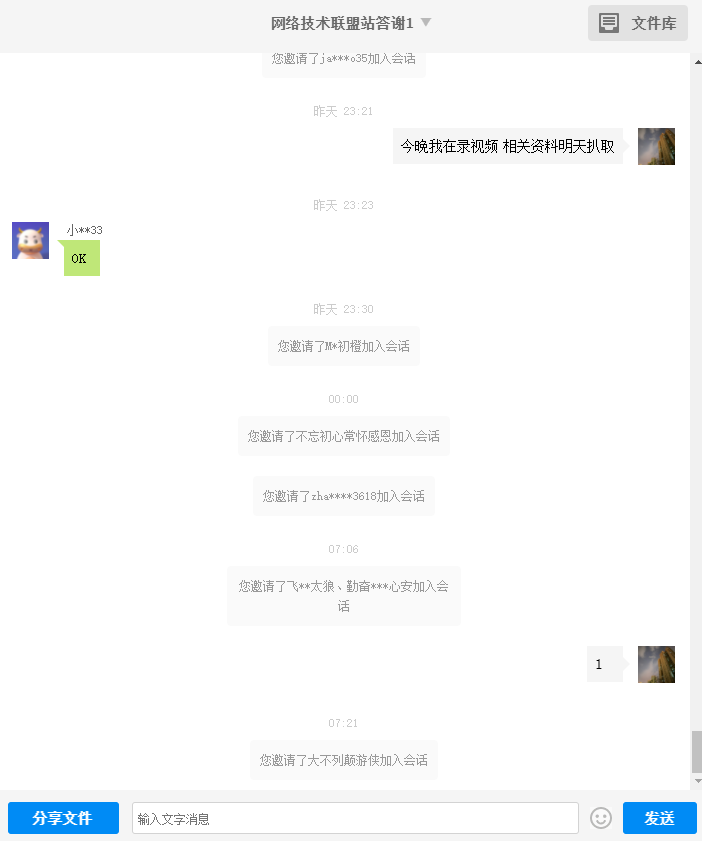 网络技术联盟站答谢1
文件库
您邀请了ja***o35加入会话
昨天 23:21
今晚我在录视频 相关资料明天扒取
昨天 23:23
小**33
OK
昨天 23:30
您邀请了M*初橙加入会话
00:00
您邀请了不忘初心常怀感恩加入会话
您邀请了zha****3618加入会话
07:06
您邀请了飞**太狼、勤奋***心安加入会
话
1
07:21
您邀请了大不列颠游侠加入会话
分享文件
输入文字消息
发送